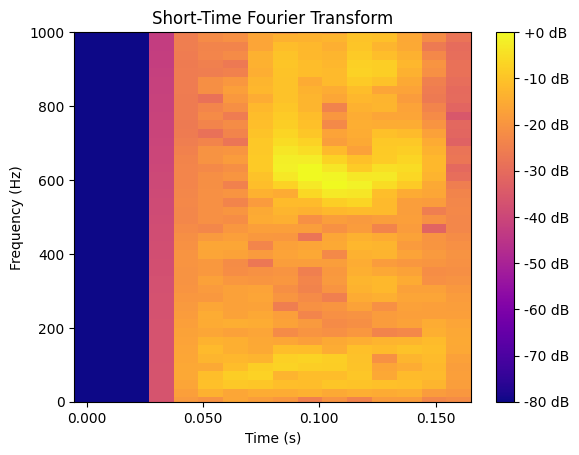 Short-Time Fourier Transform
1000
800
600
400
200
0
Frequency (Hz)
0.000
0.050
0.100
0.150
Time (s)
+0 dB
-10 dB
-20 dB
-30 dB
-40 dB
-50 dB
-60 dB
-70 dB
-80 dB